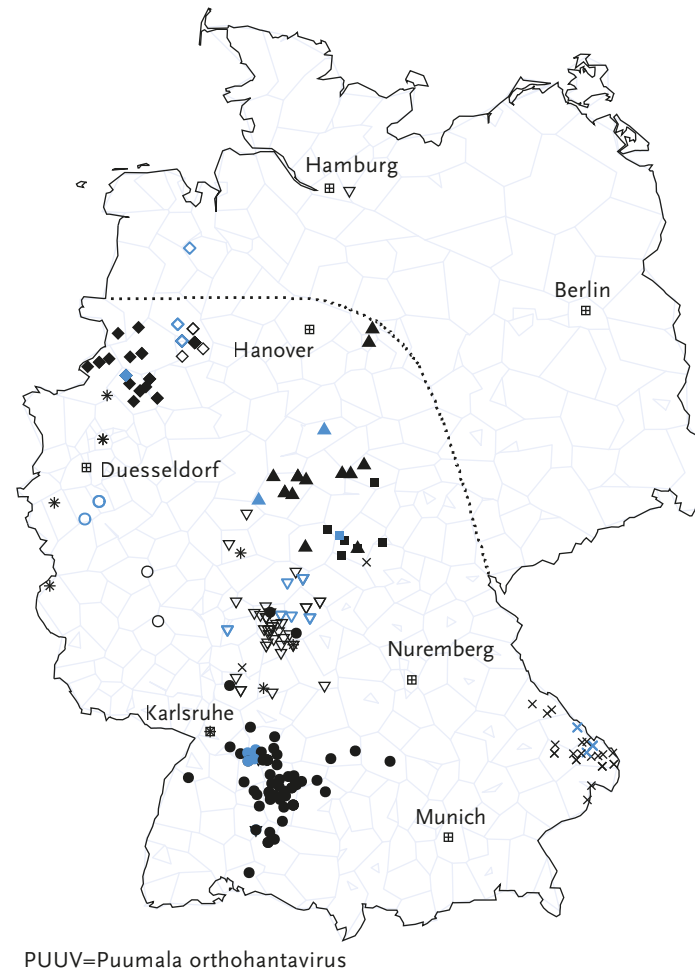 Hamburg
Berlin
Hanover
Duesseldorf
Nuremberg
Karlsruhe
Munich
PUUV=Puumala orthohantavirus